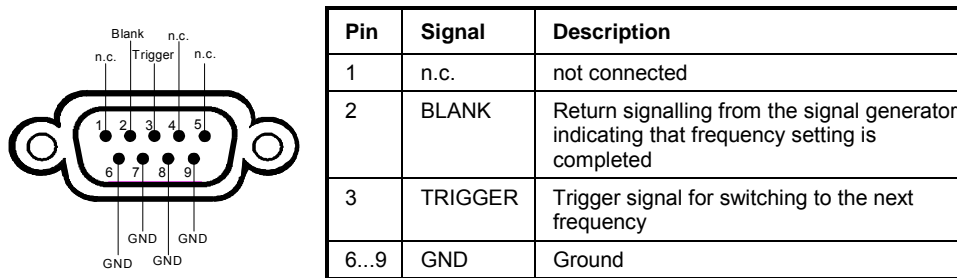 Blank
n.c.
n.c.
Trigger
n.c.
1 2 3 4 5
6 7 8 9
GND
GND
GND
GND
Pin Signal Description
1 n.c. not connected
2 BLANK Return signalling from the signal generator
indicating that frequency setting is
completed
3 TRIGGER Trigger signal for switching to the next
frequency
6...9 GND Ground